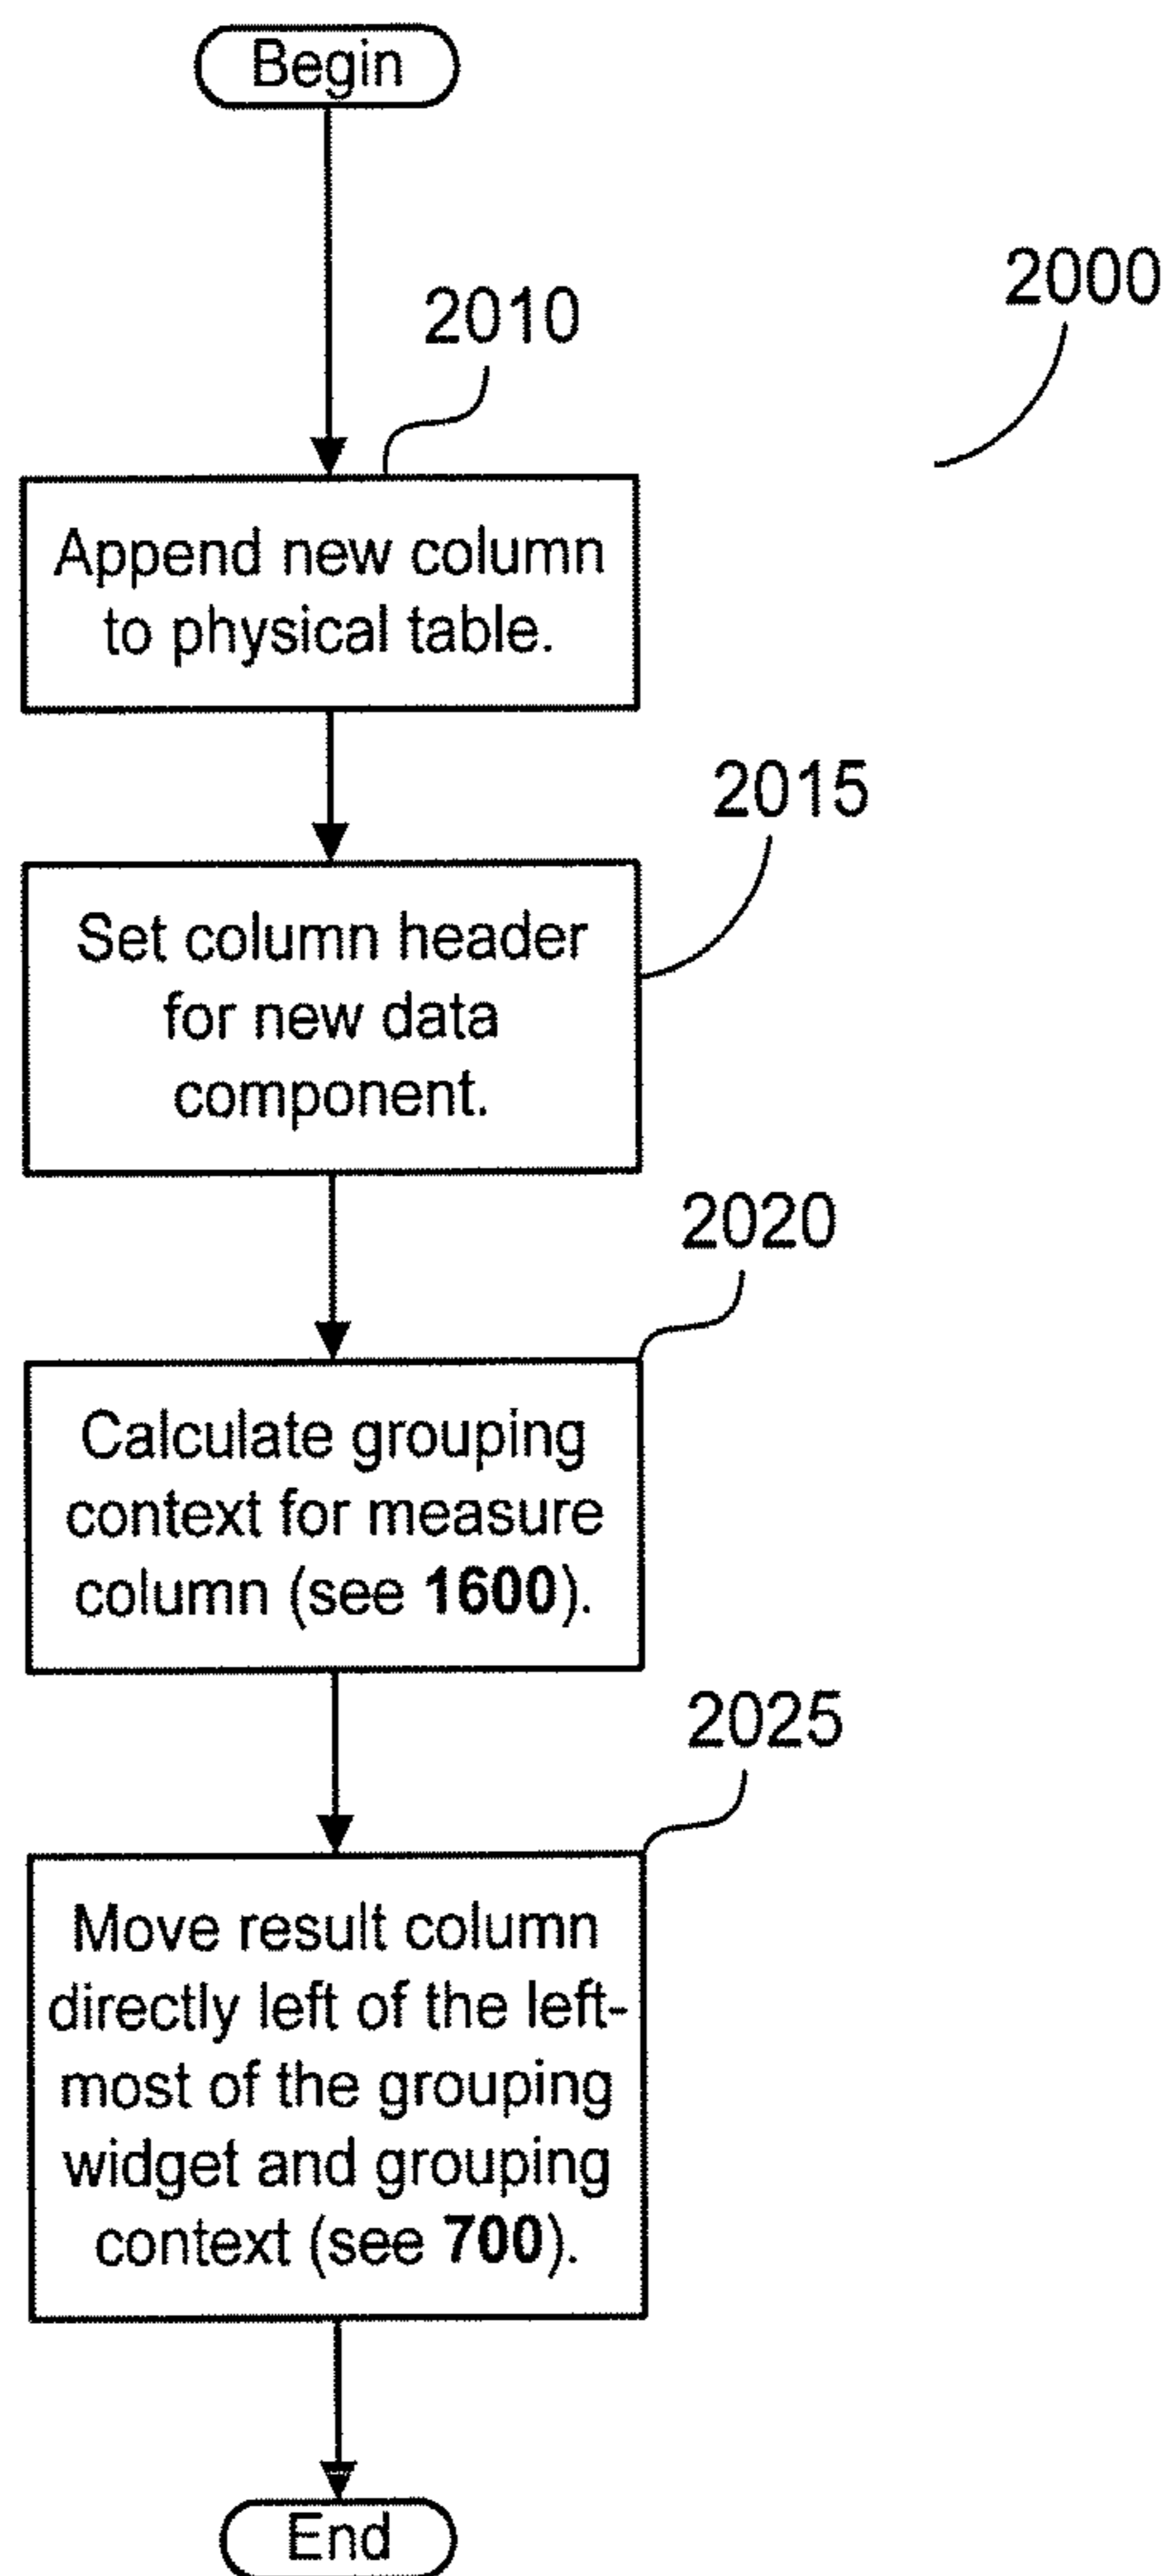 Begin
2000
2010
Append new column
to physical table.
2015
Set column header
for new data
component.
2020
Calculate grouping
context for measure
column (see 1600).
2025
Move result column
directly left of the left-
most of the grouping
widget and grouping
context (see 700).
End